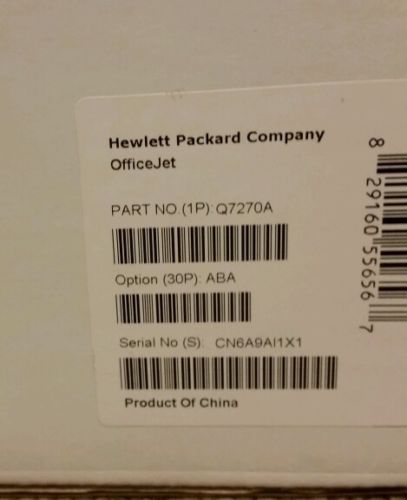 Hewlett Packard Company
OfficeJet
PART NO.(1P): Q7270A
Option (30P): ABA
Serial No (S): CN6A9AI1X1
Product Of China
8 29160 55656 7